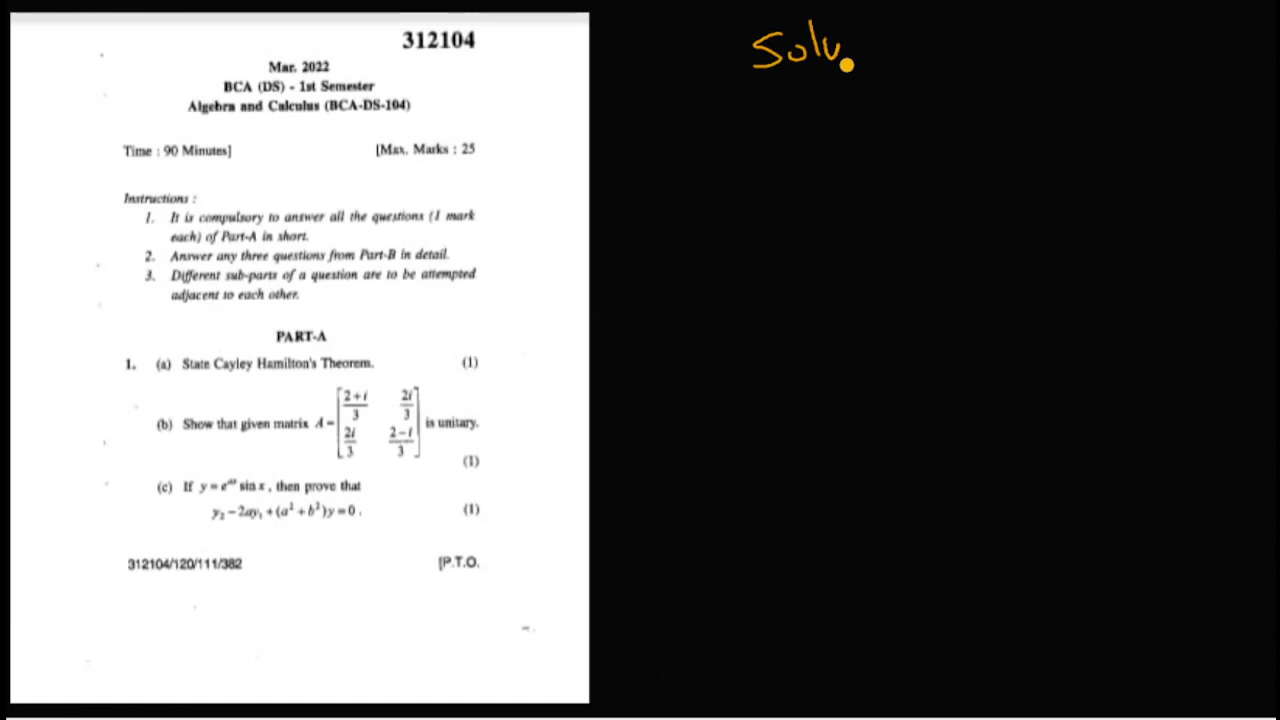 312104
Mar. 2022
BCA (DS) - 1st Semester
Algebra and Calculus (BCA-DS-104)
Time : 90 Minutes]
[Max. Marks : 25
Instructions :
1. It is compulsory to answer all the questions (1 mark
each) of Part-A in short.
2. Answer any three questions from Part-B in detail.
3. Different sub-parts of a question are to be attempted
adjacent to each other.
PART-A
1. (a) State Cayley Hamilton's Theorem. (1)
(b) Show that given matrix A = [ (2+i)/3 2i/3 ; 2i/3 (2-i)/3 ] is unitary.
(1)
(c) If y = e^ax sin x, then prove that
y₂ − 2ay₁ + (a² + b²)y = 0. (1)
312104/120/111/382
[P.T.O.
Solu